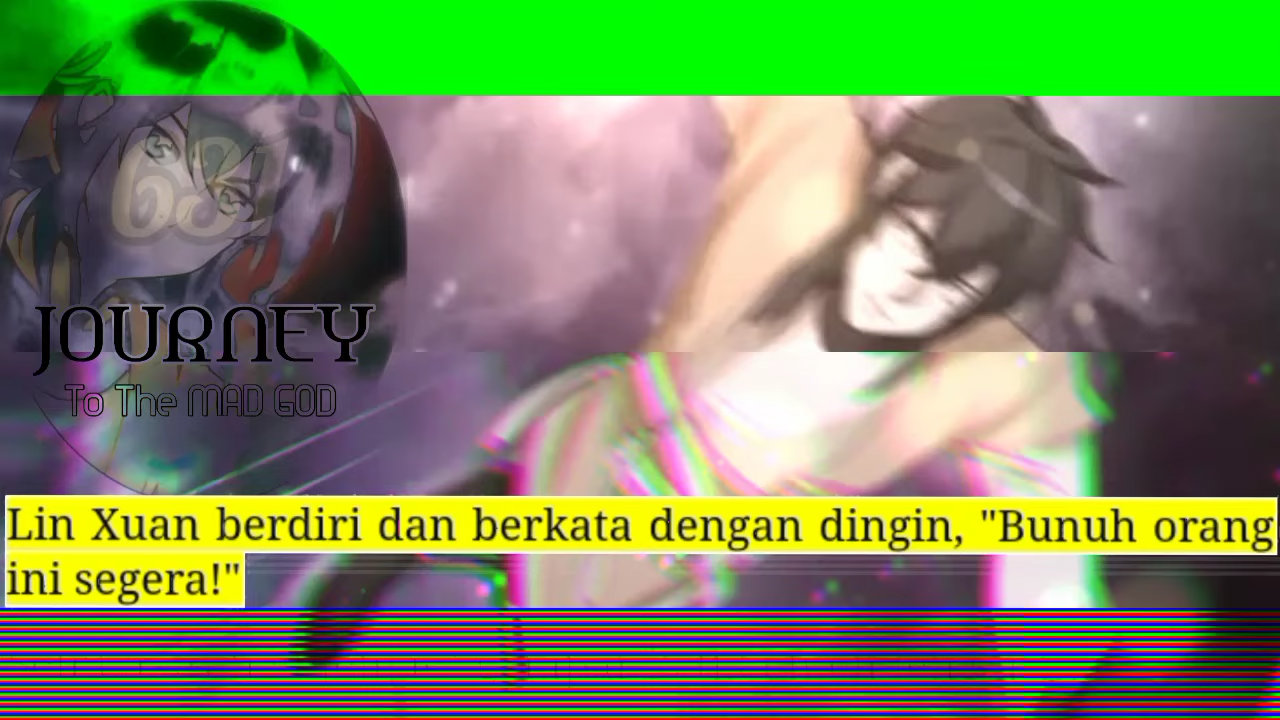 JOURNEY
To The MAD GOD
Lin Xuan berdiri dan berkata dengan dingin, "Bunuh orang
ini segera!"